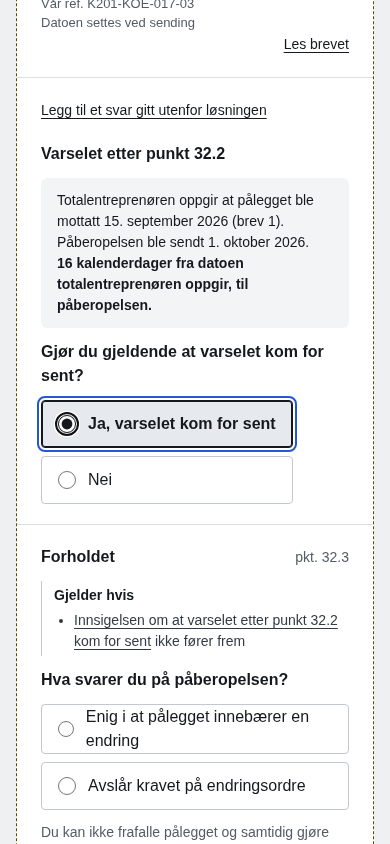 Vår ref. K201-KOE-017-03
Datoen settes ved sending
Les brevet
Legg til et svar gitt utenfor løsningen
Varselet etter punkt 32.2
Totalentreprenøren oppgir at pålegget ble
mottatt 15. september 2026 (brev 1).
Påberopelsen ble sendt 1. oktober 2026.
16 kalenderdager fra datoen
totalentreprenøren oppgir, til
påberopelsen.
Gjør du gjeldende at varselet kom for
sent?
Ja, varselet kom for sent
Nei
Forholdet pkt. 32.3
Gjelder hvis
• Innsigelsen om at varselet etter punkt 32.2
kom for sent ikke fører frem
Hva svarer du på påberopelsen?
Enig i at pålegget innebærer en
endring
Avslår kravet på endringsordre
Du kan ikke frafalle pålegget og samtidig gjøre